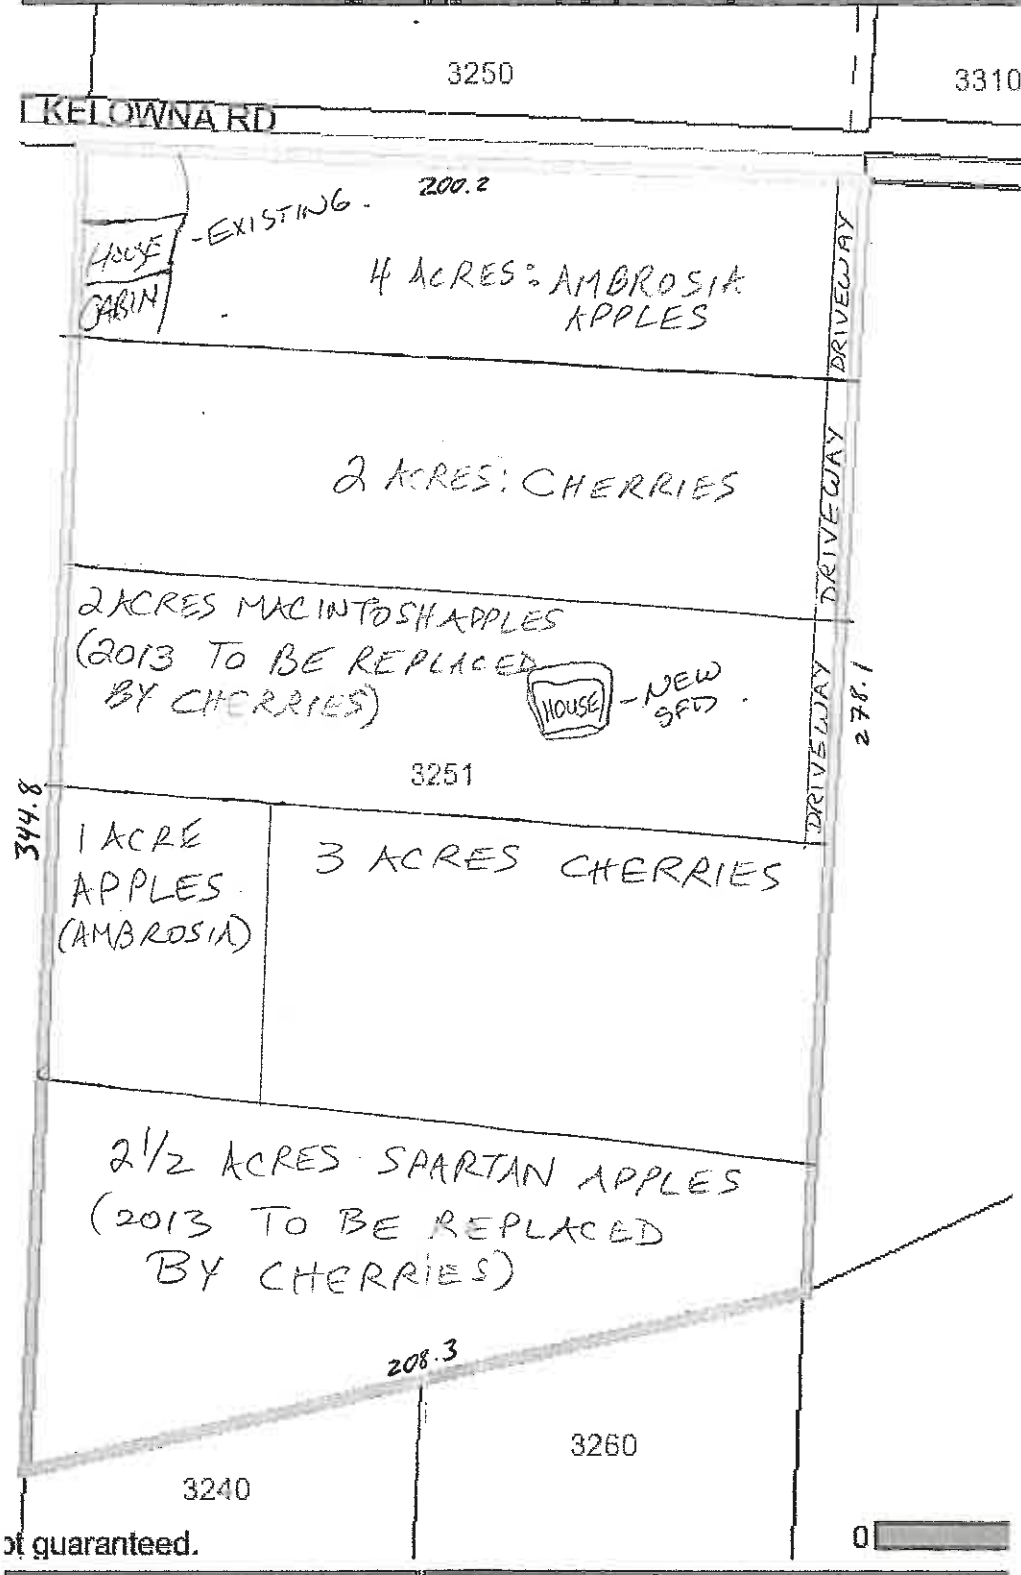 3250
3310
KELOWNA RD
200.2
HOUSE
CABIN
-EXISTING.
4 ACRES: AMBROSIA
APPLES
DRIVEWAY
2 ACRES: CHERRIES
DRIVEWAY
2 ACRES MACINTOSH APPLES
(2013 TO BE REPLACED
BY CHERRIES)
HOUSE
-NEW
SFD.
DRIVEWAY
278.1
3251
344.8
1 ACRE
APPLES
(AMBROSIA)
3 ACRES CHERRIES
2 1/2 ACRES SPARTAN APPLES
(2013 TO BE REPLACED
BY CHERRIES)
208.3
3260
3240
guaranteed.
0